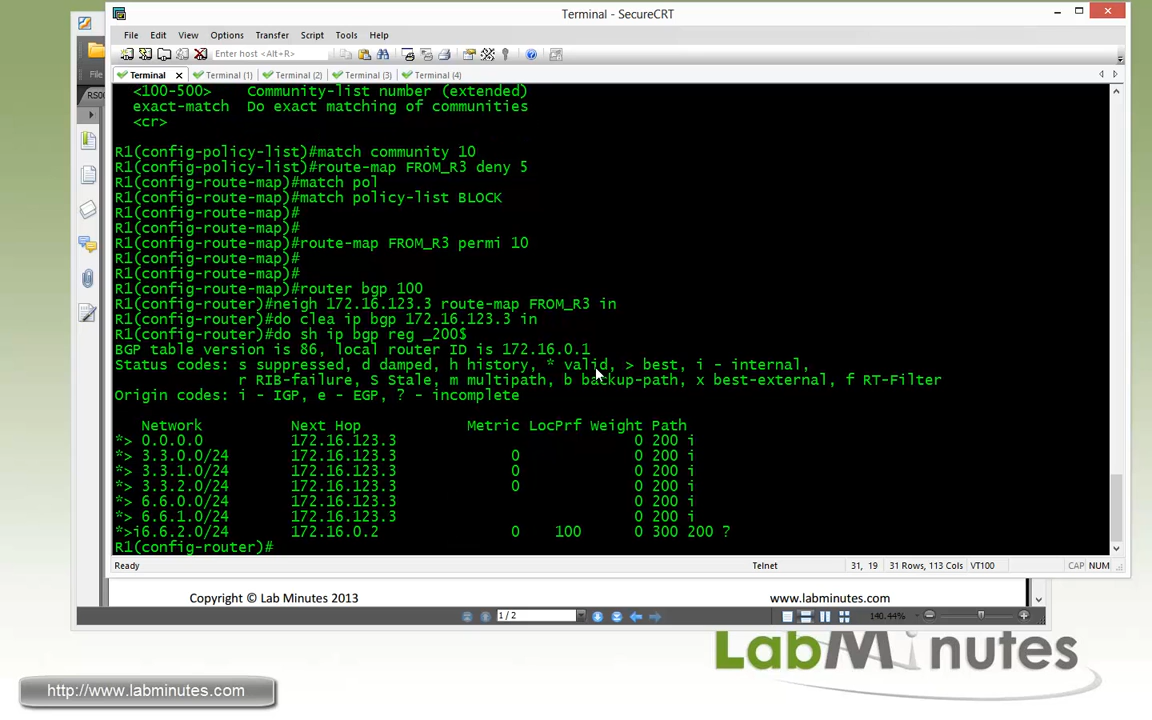 Terminal - SecureCRT
File Edit View Options Transfer Script Tools Help
Enter host <Alt+R>
Terminal Terminal (1) Terminal (2) Terminal (3) Terminal (4)
File
<100-500> Community-list number (extended)
exact-match Do exact matching of communities
<cr>
R1(config-policy-list)#match community 10
R1(config-policy-list)#route-map FROM_R3 deny 5
R1(config-route-map)#match pol
R1(config-route-map)#match policy-list BLOCK
R1(config-route-map)#
R1(config-route-map)#
R1(config-route-map)#route-map FROM_R3 permi 10
R1(config-route-map)#
R1(config-route-map)#
R1(config-route-map)#router bgp 100
R1(config-router)#neigh 172.16.123.3 route-map FROM_R3 in
R1(config-router)#do clea ip bgp 172.16.123.3 in
R1(config-router)#do sh ip bgp reg _200$
BGP table version is 86, local router ID is 172.16.0.1
Status codes: s suppressed, d damped, h history, * valid, > best, i - internal,
r RIB-failure, S Stale, m multipath, b backup-path, x best-external, f RT-Filter
Origin codes: i - IGP, e - EGP, ? - incomplete
Network Next Hop Metric LocPrf Weight Path
*> 0.0.0.0 172.16.123.3 0 200 i
*> 3.3.0.0/24 172.16.123.3 0 0 200 i
*> 3.3.1.0/24 172.16.123.3 0 0 200 i
*> 3.3.2.0/24 172.16.123.3 0 0 200 i
*> 6.6.0.0/24 172.16.123.3 0 200 i
*> 6.6.1.0/24 172.16.123.3 0 200 i
*>i6.6.2.0/24 172.16.0.2 0 100 0 300 200 ?
R1(config-router)#
Ready Telnet 31, 19 31 Rows, 113 Cols VT100 CAP NUM
Copyright © Lab Minutes 2013 www.labminutes.com
1 / 2 140.44%
LabMinutes
http://www.labminutes.com